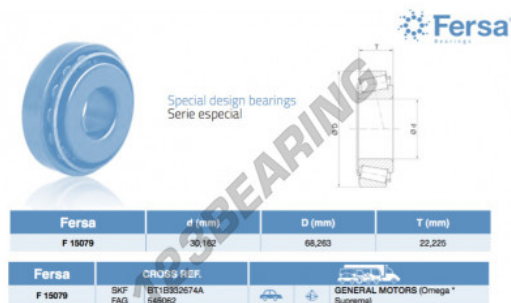 Fersa
Bearings
T
Special design bearings
Serie especial
Ø D
Ø d
123BEARING
Fersa d (mm) D (mm) T (mm)
F 15079 30,162 68,263 22,225
Fersa CROSS REF.
F 15079 SKF BT1B332674A GENERAL MOTORS (Omega *
FAG 545062 Suprema)